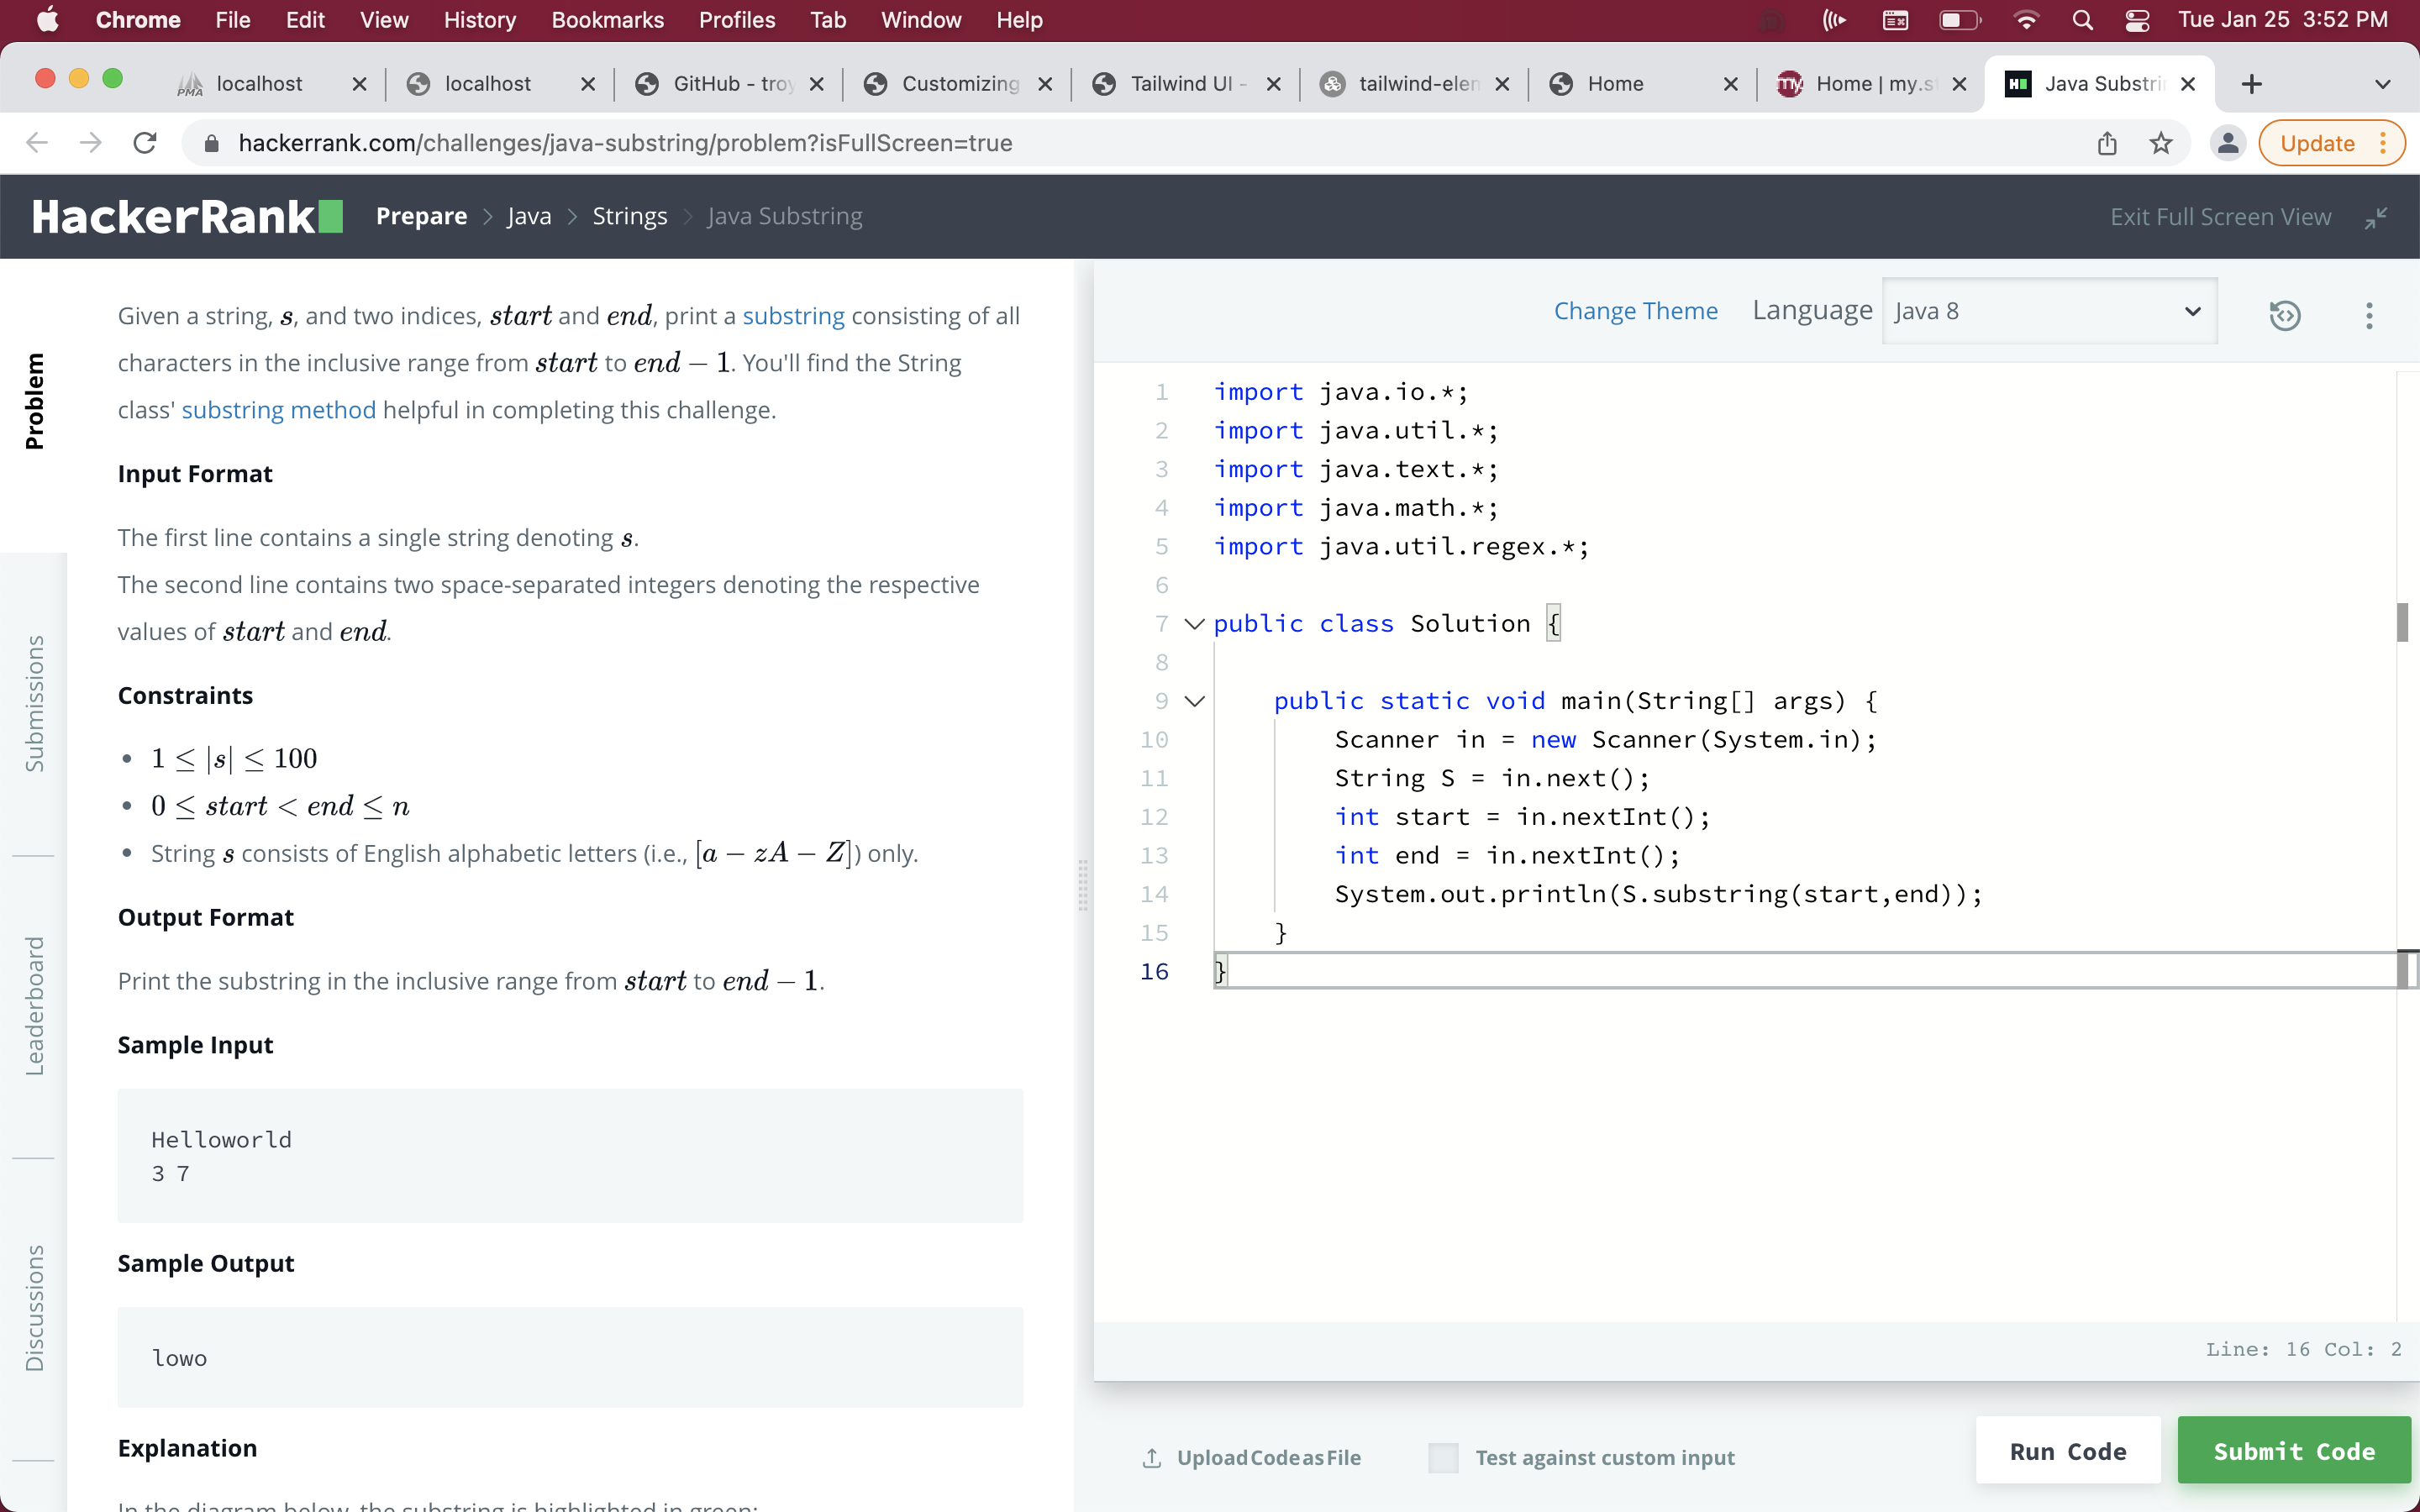 Chrome File Edit View History Bookmarks Profiles Tab Window Help Tue Jan 25 3:52 PM
localhost localhost GitHub - troy Customizing Tailwind UI - tailwind-elen Home Home | my.s Java Substri
hackerrank.com/challenges/java-substring/problem?isFullScreen=true Update
HackerRank Prepare > Java > Strings > Java Substring Exit Full Screen View
Problem
Submissions
Leaderboard
Discussions
Given a string, s, and two indices, start and end, print a substring consisting of all
characters in the inclusive range from start to end − 1. You'll find the String
class' substring method helpful in completing this challenge.
Input Format
The first line contains a single string denoting s.
The second line contains two space-separated integers denoting the respective
values of start and end.
Constraints
• 1 ≤ |s| ≤ 100
• 0 ≤ start < end ≤ n
• String s consists of English alphabetic letters (i.e., [a − zA − Z]) only.
Output Format
Print the substring in the inclusive range from start to end − 1.
Sample Input
Helloworld
3 7
Sample Output
lowo
Explanation
In the diagram below, the substring is highlighted in green:
Change Theme Language Java 8
1 import java.io.*;
2 import java.util.*;
3 import java.text.*;
4 import java.math.*;
5 import java.util.regex.*;
6
7 public class Solution {
8
9 public static void main(String[] args) {
10 Scanner in = new Scanner(System.in);
11 String S = in.next();
12 int start = in.nextInt();
13 int end = in.nextInt();
14 System.out.println(S.substring(start,end));
15 }
16 }
Line: 16 Col: 2
Upload Code as File Test against custom input Run Code Submit Code